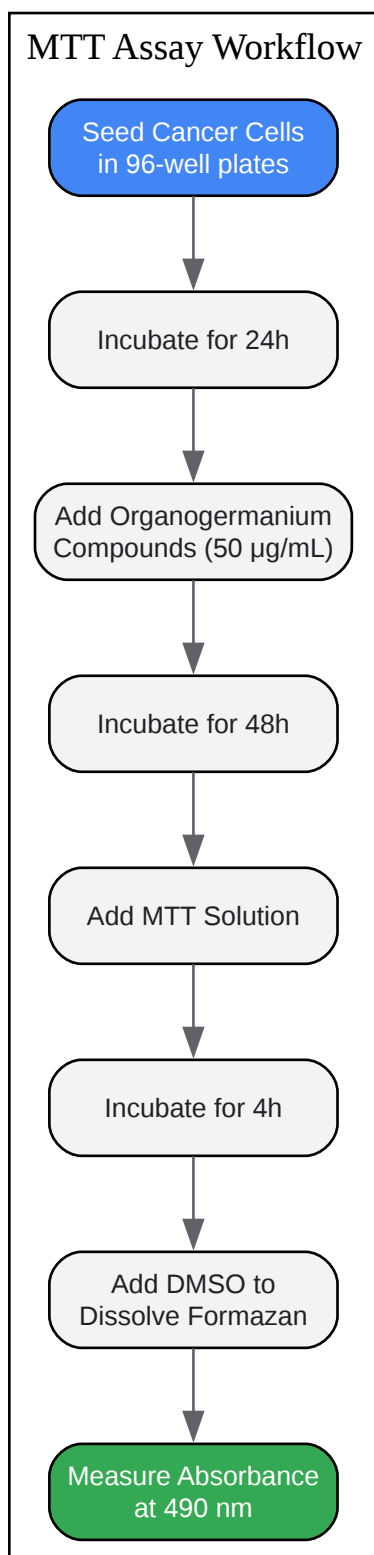 MTT Assay Workflow
Seed Cancer Cells
in 96-well plates
Incubate for 24h
Add Organogermanium
Compounds (50 µg/mL)
Incubate for 48h
Add MTT Solution
Incubate for 4h
Add DMSO to
Dissolve Formazan
Measure Absorbance
at 490 nm